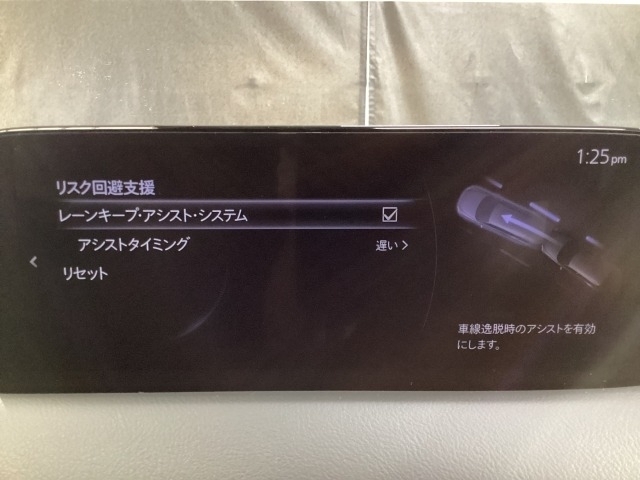 1:25pm
リスク回避支援
レーンキープ・アシスト・システム
アシストタイミング 遅い
リセット
車線逸脱時のアシストを有効
にします。